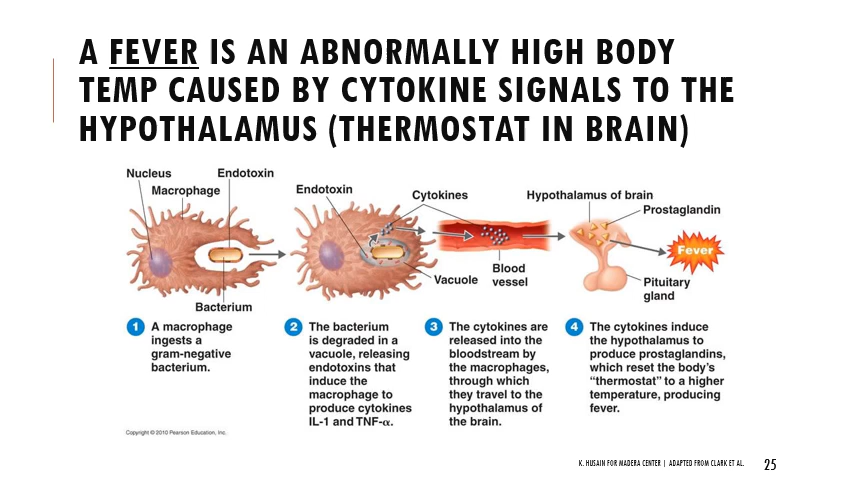 A FEVER IS AN ABNORMALLY HIGH BODY
TEMP CAUSED BY CYTOKINE SIGNALS TO THE
HYPOTHALAMUS (THERMOSTAT IN BRAIN)
Nucleus
Endotoxin
Macrophage
Bacterium
Endotoxin
Cytokines
Vacuole
Blood
vessel
Hypothalamus of brain
Prostaglandin
Fever
Pituitary
gland
1 A macrophage
ingests a
gram-negative
bacterium.
2 The bacterium
is degraded in a
vacuole, releasing
endotoxins that
induce the
macrophage to
produce cytokines
IL-1 and TNF-α.
3 The cytokines are
released into the
bloodstream by
the macrophages,
through which
they travel to the
hypothalamus of
the brain.
4 The cytokines induce
the hypothalamus to
produce prostaglandins,
which reset the body's
“thermostat” to a higher
temperature, producing
fever.
Copyright © 2010 Pearson Education, Inc.
K. HUSAIN FOR MADERA CENTER | ADAPTED FROM CLARK ET AL.
25